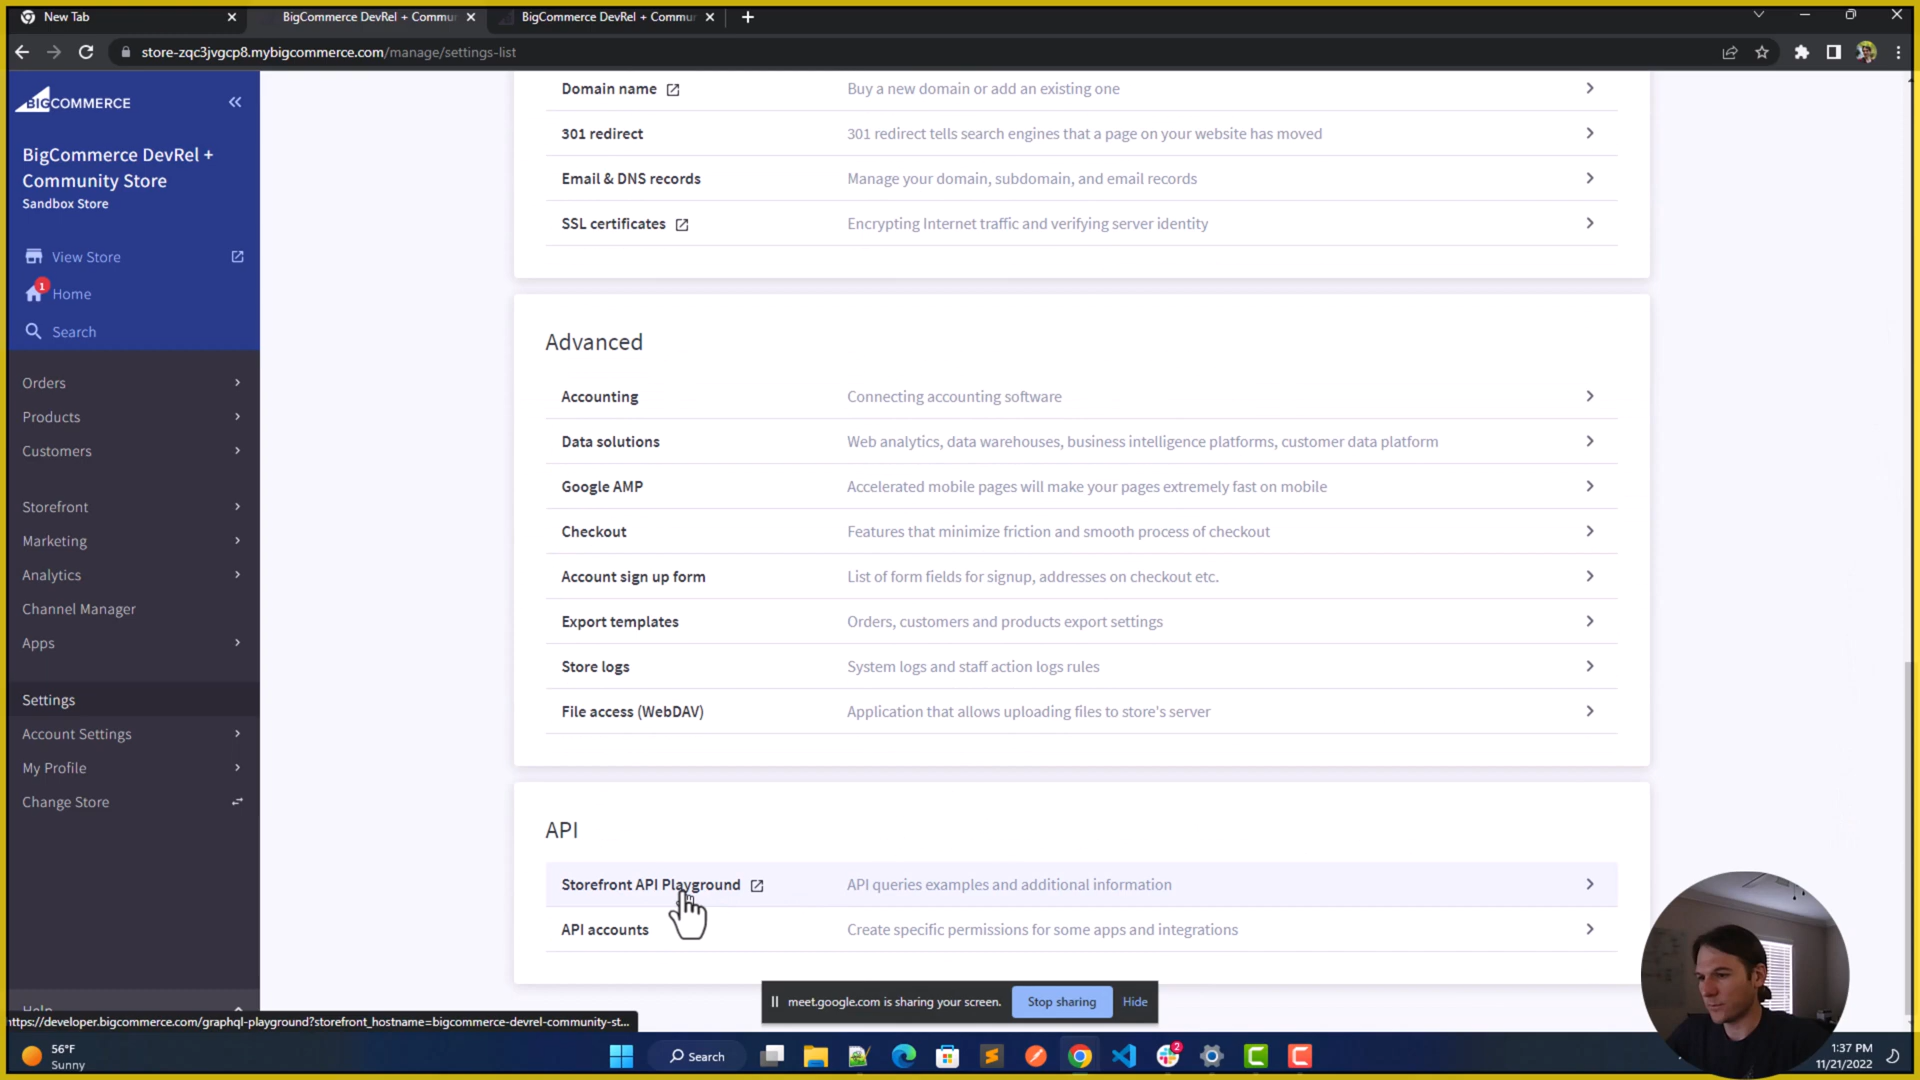 New Tab
BigCommerce DevRel + Commu
BigCommerce DevRel + Commu
store-zqc3jvgcp8.mybigcommerce.com/manage/settings-list
BIGCOMMERCE
BigCommerce DevRel +
Community Store
Sandbox Store
View Store
1
Home
Search
Orders
Products
Customers
Storefront
Marketing
Analytics
Channel Manager
Apps
Settings
Account Settings
My Profile
Change Store
Help
Domain name
Buy a new domain or add an existing one
301 redirect
301 redirect tells search engines that a page on your website has moved
Email & DNS records
Manage your domain, subdomain, and email records
SSL certificates
Encrypting Internet traffic and verifying server identity
Advanced
Accounting
Connecting accounting software
Data solutions
Web analytics, data warehouses, business intelligence platforms, customer data platform
Google AMP
Accelerated mobile pages will make your pages extremely fast on mobile
Checkout
Features that minimize friction and smooth process of checkout
Account sign up form
List of form fields for signup, addresses on checkout etc.
Export templates
Orders, customers and products export settings
Store logs
System logs and staff action logs rules
File access (WebDAV)
Application that allows uploading files to store's server
API
Storefront API Playground
API queries examples and additional information
API accounts
Create specific permissions for some apps and integrations
meet.google.com is sharing your screen.
Stop sharing
Hide
https://developer.bigcommerce.com/graphql-playground?storefront_hostname=bigcommerce-devrel-community-st...
56°F
Sunny
Search
2
1:37 PM
11/21/2022